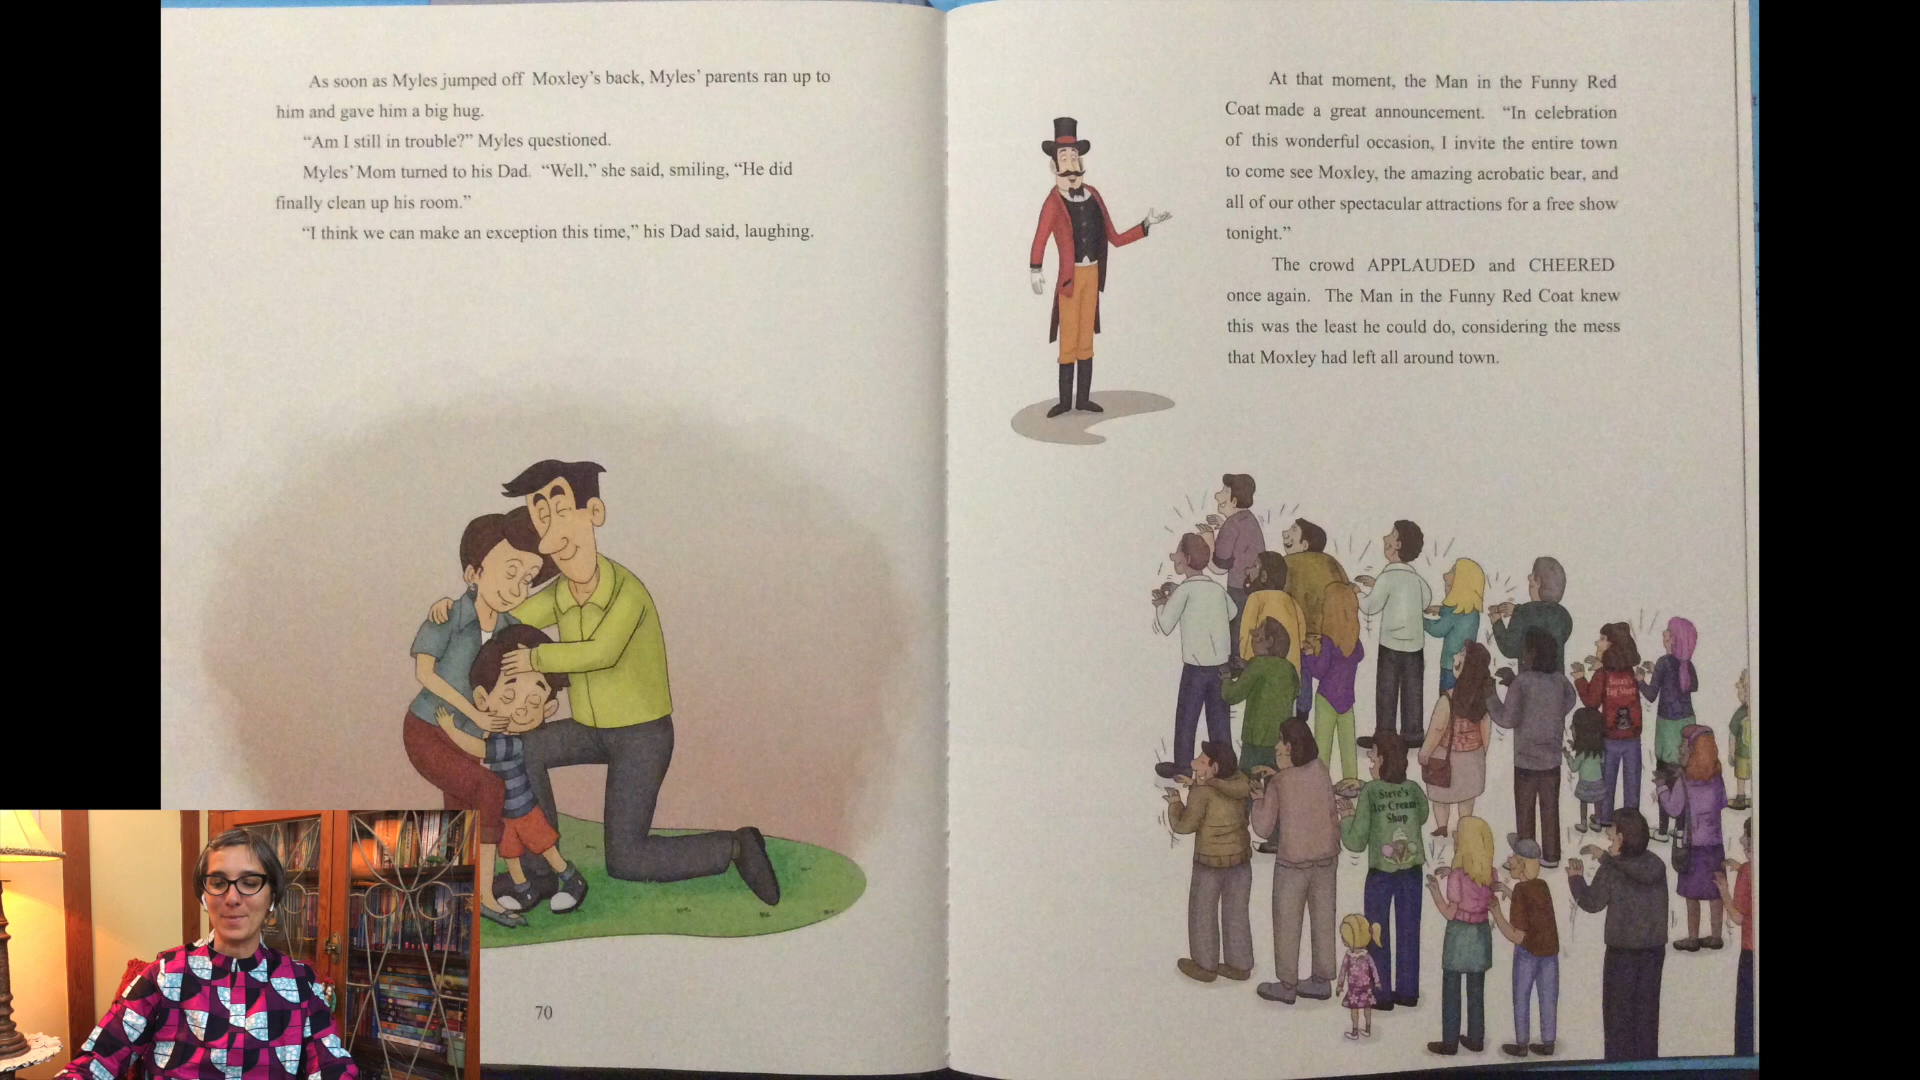 As soon as Myles jumped off Moxley's back, Myles' parents ran up to
him and gave him a big hug.
“Am I still in trouble?” Myles questioned.
Myles' Mom turned to his Dad. “Well,” she said, smiling, “He did
finally clean up his room.”
“I think we can make an exception this time,” his Dad said, laughing.
70
At that moment, the Man in the Funny Red
Coat made a great announcement. “In celebration
of this wonderful occasion, I invite the entire town
to come see Moxley, the amazing acrobatic bear, and
all of our other spectacular attractions for a free show
tonight.”
The crowd APPLAUDED and CHEERED
once again. The Man in the Funny Red Coat knew
this was the least he could do, considering the mess
that Moxley had left all around town.
Steve's
Ice Cream
Shop